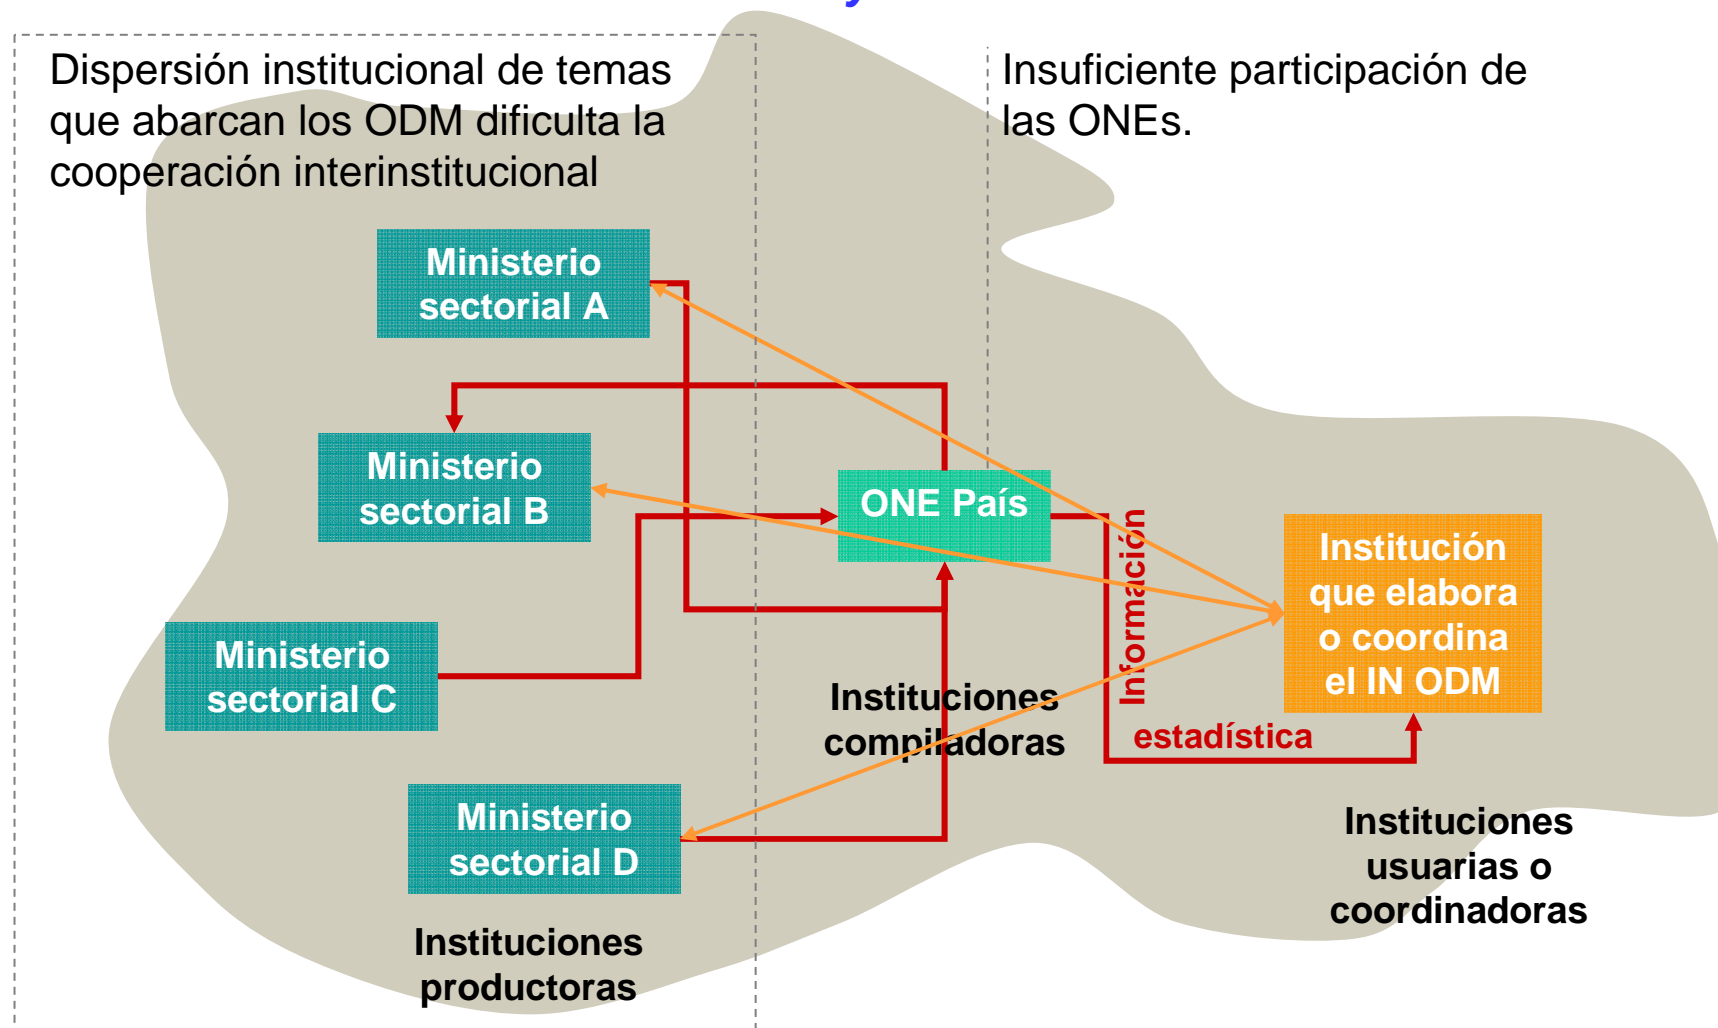 y
Dispersión institucional de temas
que abarcan los ODM dificulta la
cooperación interinstitucional
Insuficiente participación de
las ONEs.
Ministerio
sectorial A
Ministerio
sectorial B
ONE País
Institución
que elabora
o coordina
el IN ODM
Información
Ministerio
sectorial C
Instituciones
compiladoras
estadística
Ministerio
sectorial D
Instituciones
usuarias o
coordinadoras
Instituciones
productoras